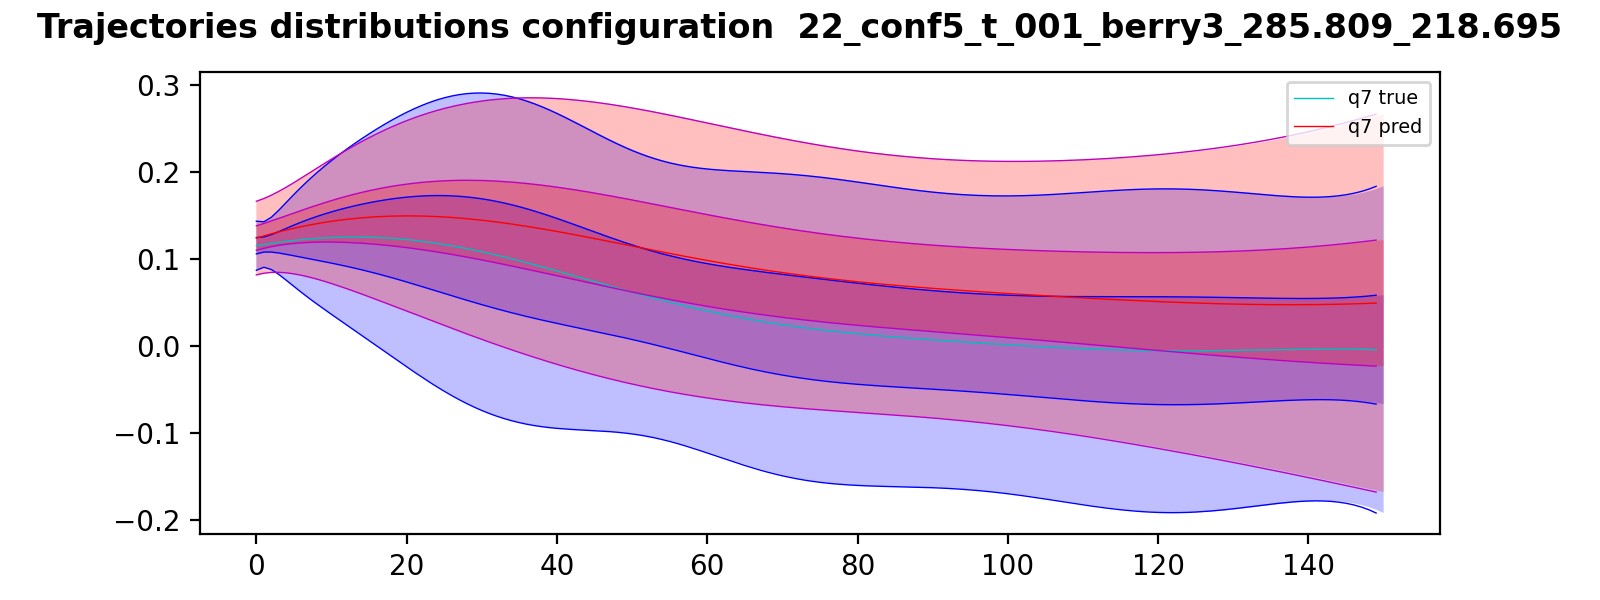 Trajectories distributions configuration  22_conf5_t_001_berry3_285.809_218.695
0.3
0.2
0.1
0.0
−0.1
−0.2
q7 true
q7 pred
0 20 40 60 80 100 120 140